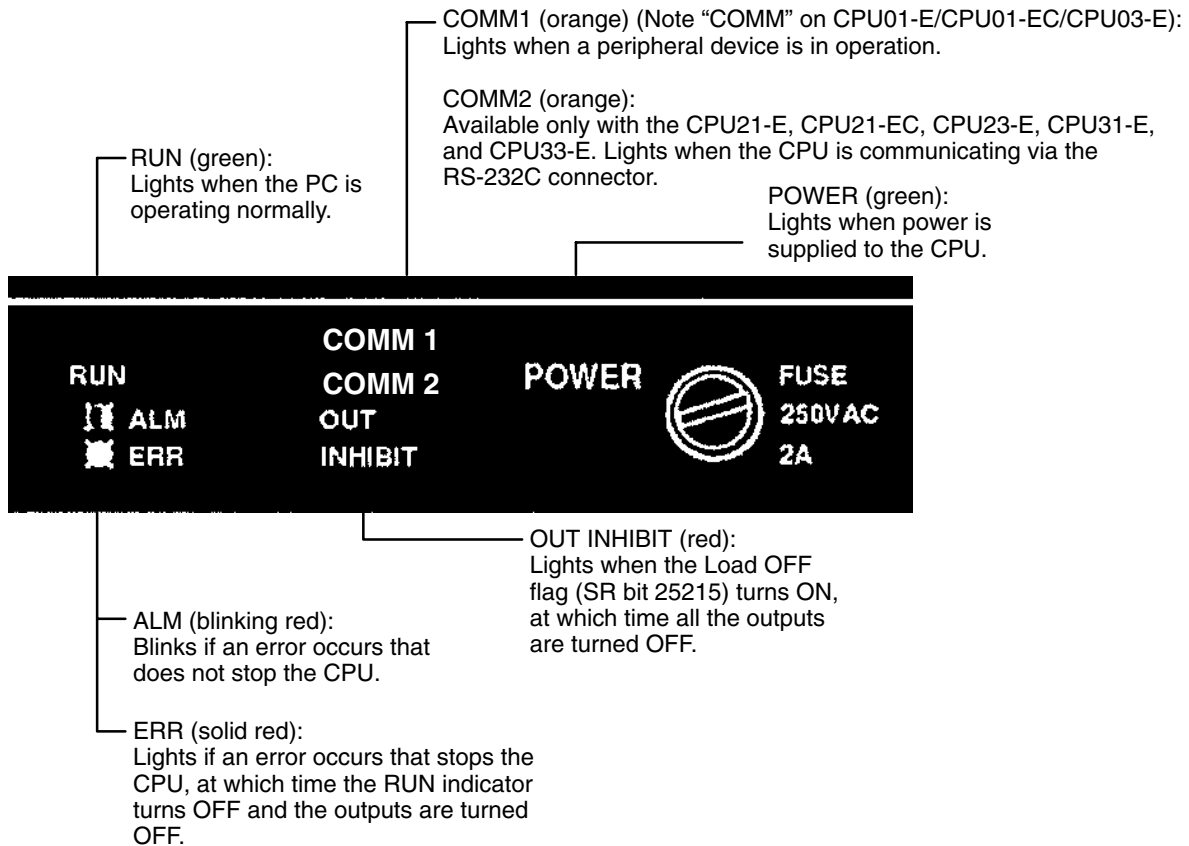 COMM1 (orange) (Note “COMM” on CPU01-E/CPU01-EC/CPU03-E):
Lights when a peripheral device is in operation.
COMM2 (orange):
Available only with the CPU21-E, CPU21-EC, CPU23-E, CPU31-E,
and CPU33-E. Lights when the CPU is communicating via the
RS-232C connector.
RUN (green):
Lights when the PC is
operating normally.
POWER (green):
Lights when power is
supplied to the CPU.
RUN
ALM
ERR
COMM 1
COMM 2
OUT
INHIBIT
POWER
FUSE
250VAC
2A
OUT INHIBIT (red):
Lights when the Load OFF
flag (SR bit 25215) turns ON,
at which time all the outputs
are turned OFF.
ALM (blinking red):
Blinks if an error occurs that
does not stop the CPU.
ERR (solid red):
Lights if an error occurs that stops the
CPU, at which time the RUN indicator
turns OFF and the outputs are turned
OFF.